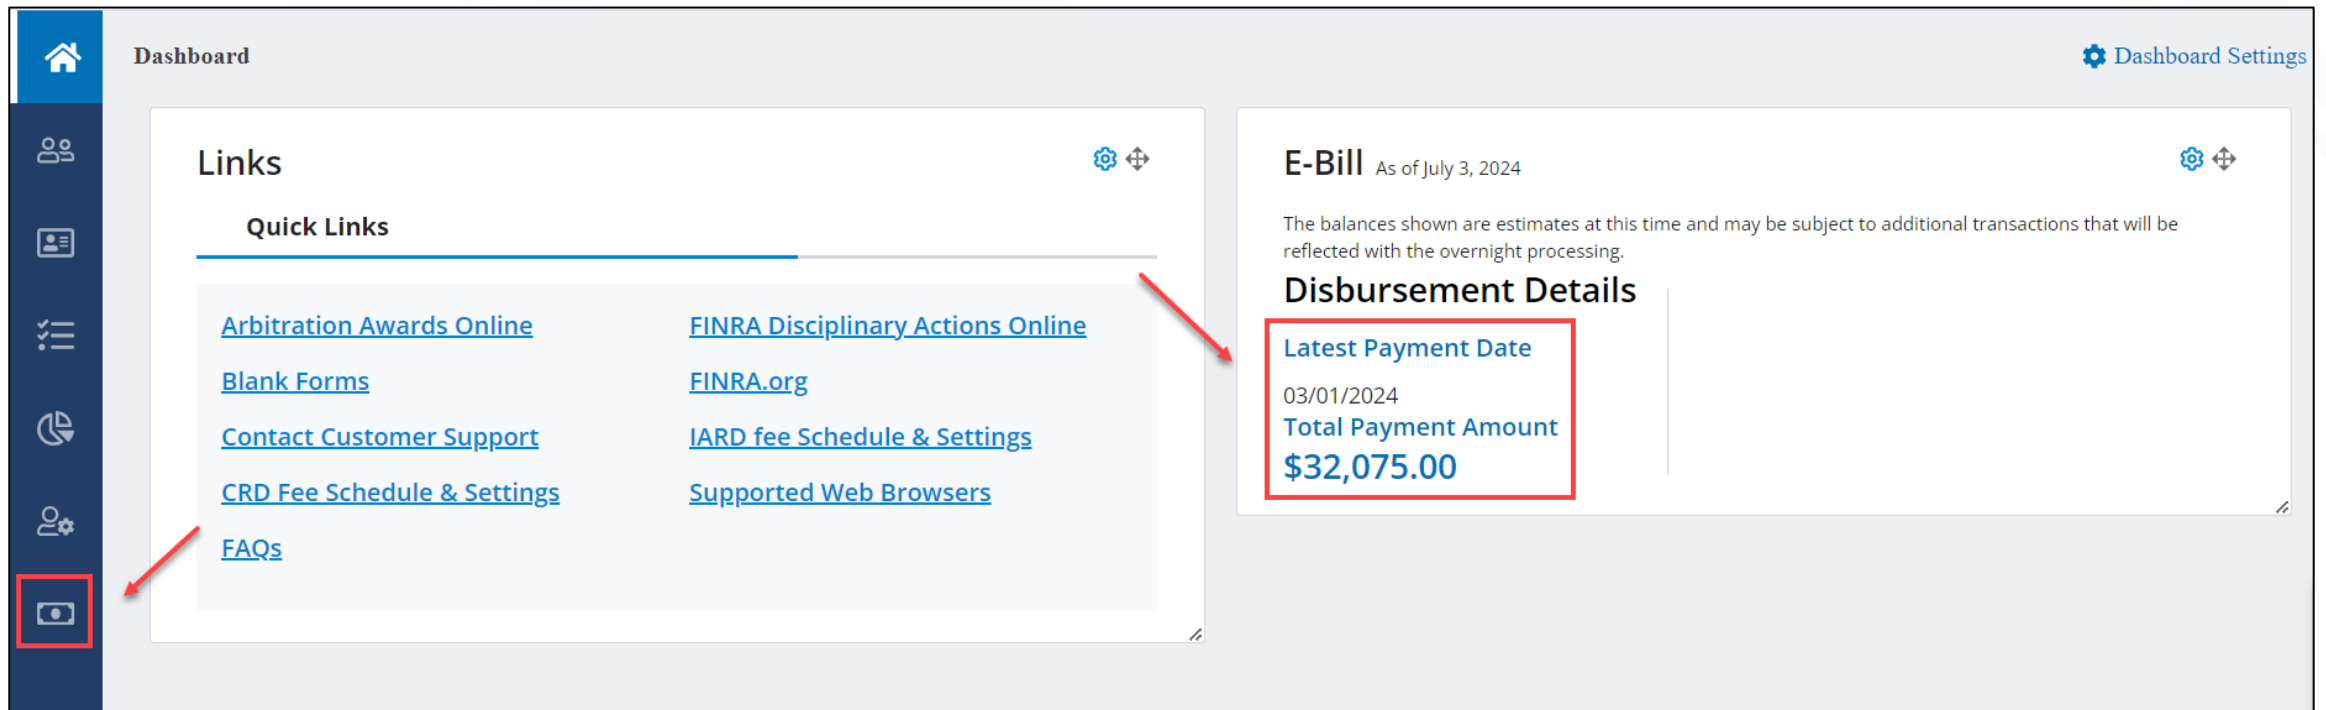 Dashboard
Dashboard Settings
Links
Quick Links
Arbitration Awards Online
FINRA Disciplinary Actions Online
Blank Forms
FINRA.org
Contact Customer Support
IARD fee Schedule & Settings
CRD Fee Schedule & Settings
Supported Web Browsers
FAQs
E-Bill As of July 3, 2024
The balances shown are estimates at this time and may be subject to additional transactions that will be
reflected with the overnight processing.
Disbursement Details
Latest Payment Date
03/01/2024
Total Payment Amount
$32,075.00